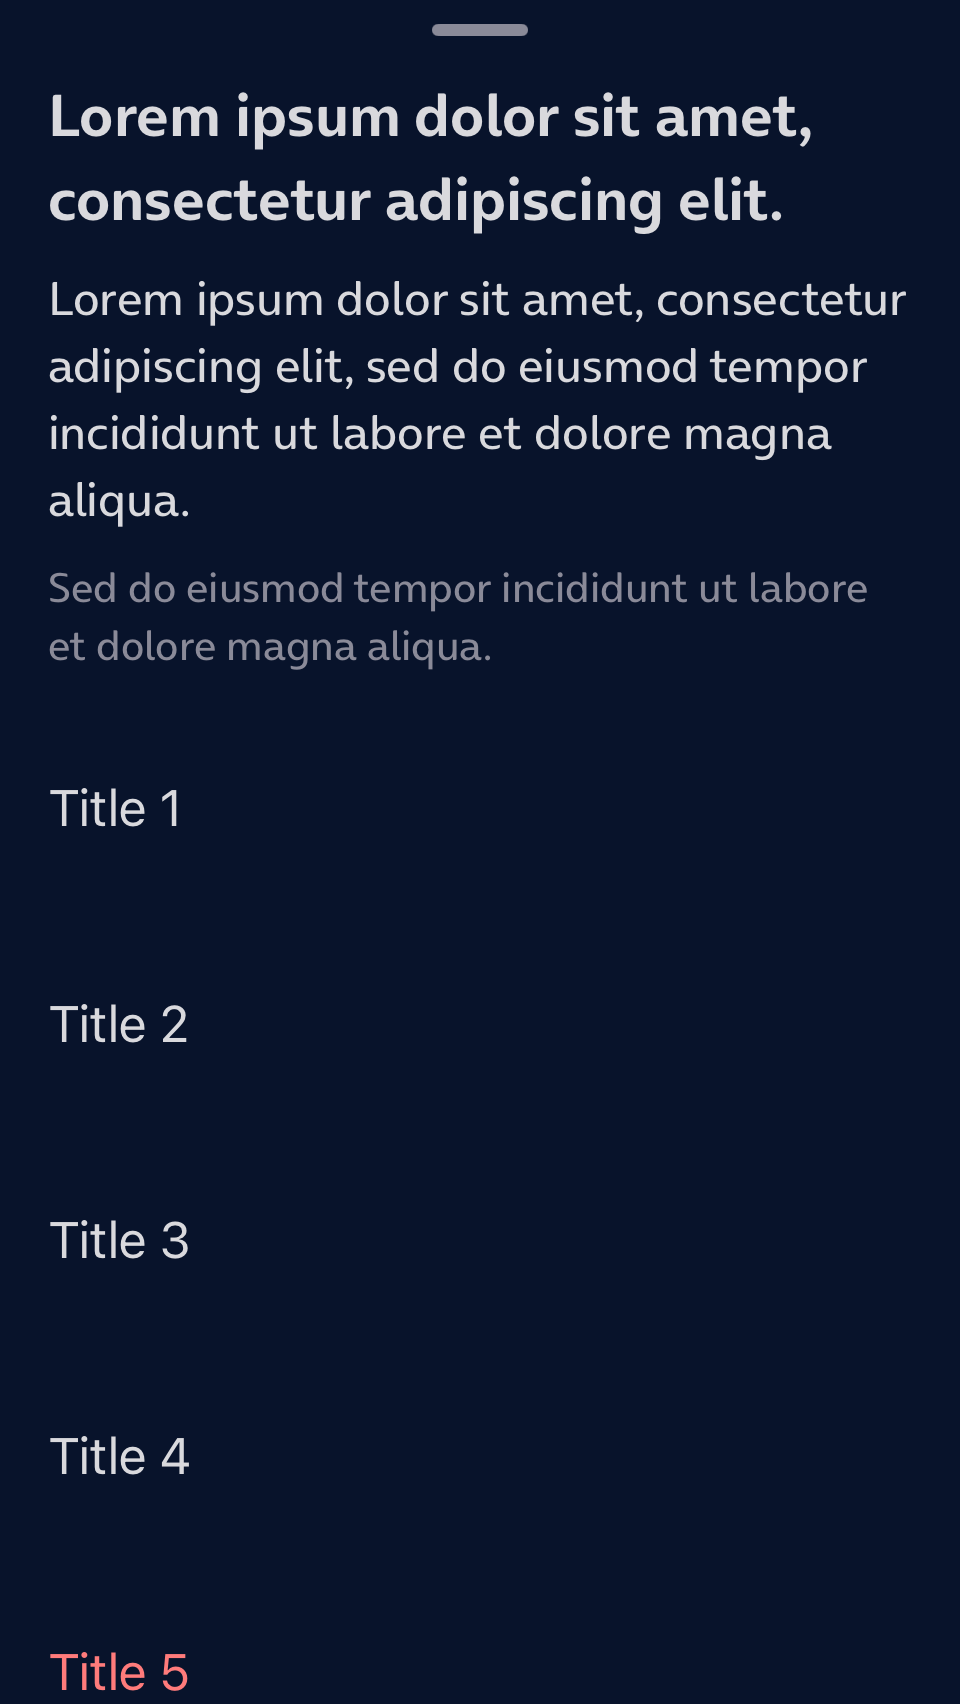 Lorem ipsum dolor sit amet,
consectetur adipiscing elit.
Lorem ipsum dolor sit amet, consectetur
adipiscing elit, sed do eiusmod tempor
incididunt ut labore et dolore magna
aliqua.
Sed do eiusmod tempor incididunt ut labore
et dolore magna aliqua.
Title 1
Title 2
Title 3
Title 4
Title 5